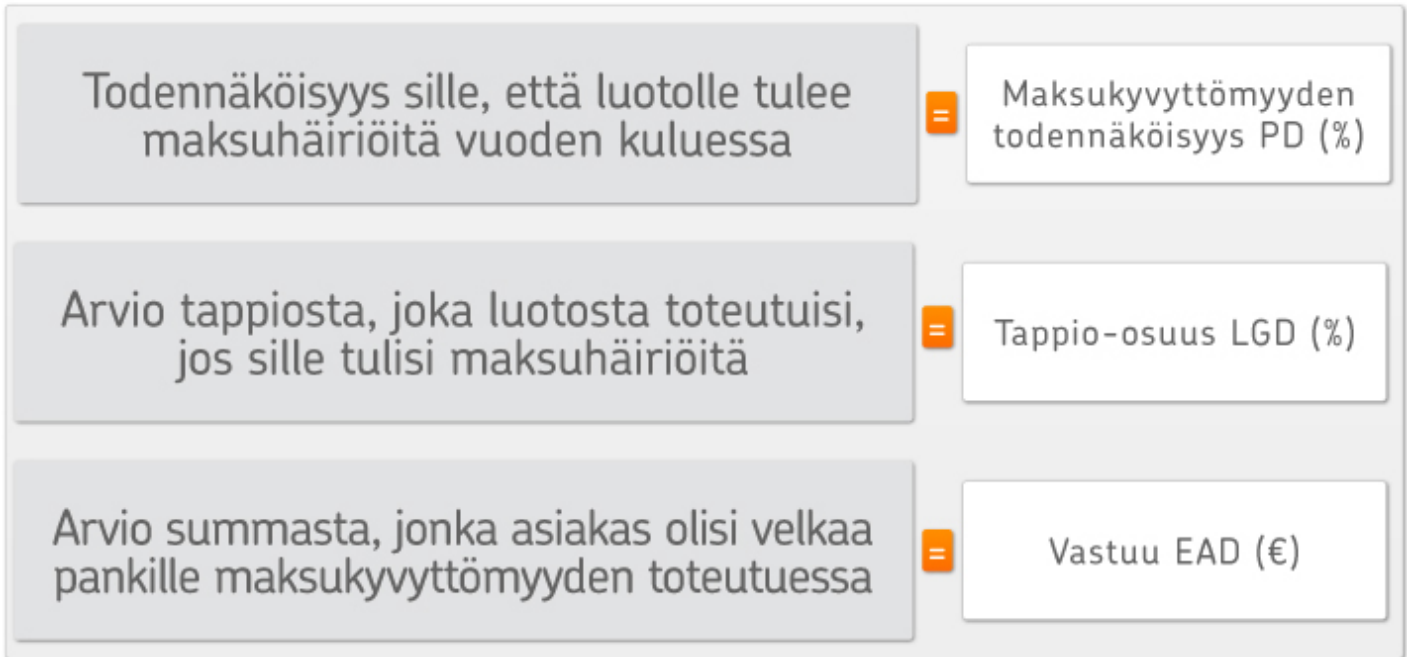 Todennäköisyys sille, että luotolle tulee
maksuhäiriöitä vuoden kuluessa
=
Maksukyvyttömyyden
todennäköisyys PD (%)
Arvio tappiosta, joka luotosta toteutuisi,
jos sille tulisi maksuhäiriöitä
=
Tappio-osuus LGD (%)
Arvio summasta, jonka asiakas olisi velkaa
pankille maksukyvyttömyyden toteutuessa
=
Vastuu EAD (€)